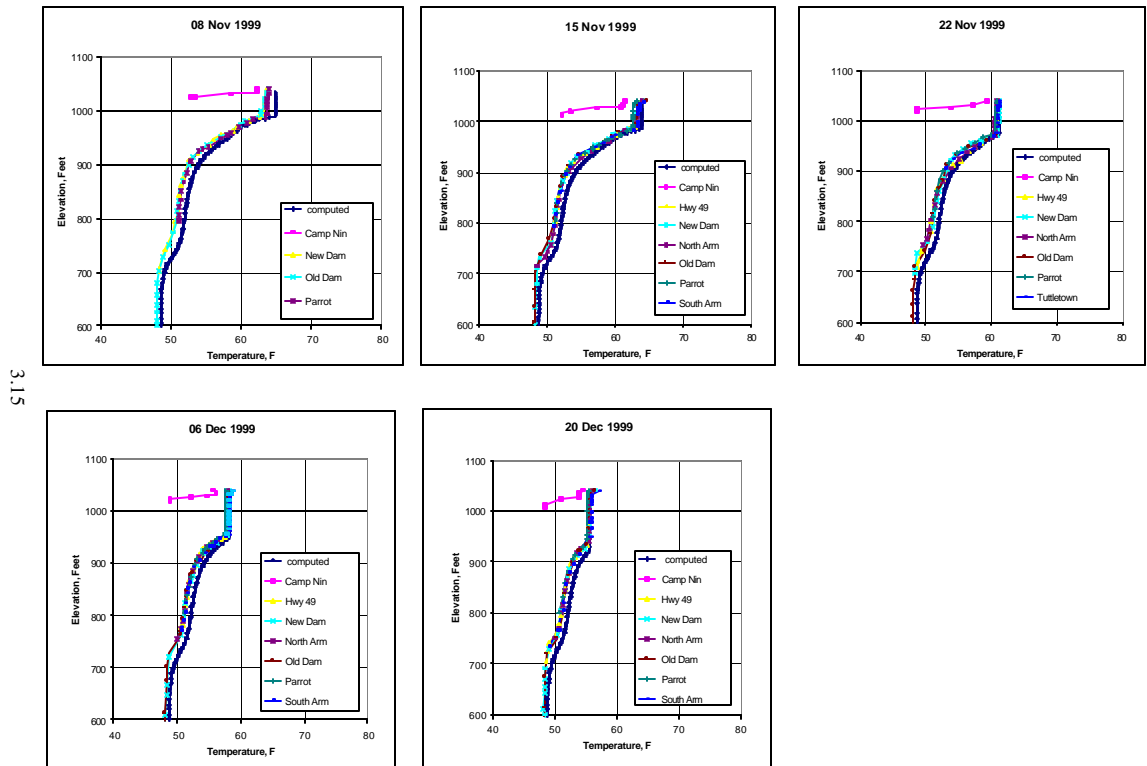 08 Nov 1999
1100
1000
900
800
700
600
40 50 60 70 80
Elevation, Feet
Temperature, F
computed
Camp Nin
New Dam
Old Dam
Parrot
15 Nov 1999
1100
1000
900
800
700
600
40 50 60 70 80
Elevation, Feet
Temperature, F
computed
Camp Nin
Hwy 49
New Dam
North Arm
Old Dam
Parrot
South Arm
22 Nov 1999
1100
1000
900
800
700
600
40 50 60 70 80
Elevation, Feet
Temperature, F
computed
Camp Nin
Hwy 49
New Dam
North Arm
Old Dam
Parrot
Tuttletown
3.15
06 Dec 1999
1100
1000
900
800
700
600
40 50 60 70 80
Elevation, Feet
Temperature, F
computed
Camp Nin
Hwy 49
New Dam
North Arm
Old Dam
Parrot
South Arm
20 Dec 1999
1100
1000
900
800
700
600
40 50 60 70 80
Elevation, Feet
Temperature, F
computed
Camp Nin
Hwy 49
New Dam
North Arm
Old Dam
Parrot
South Arm